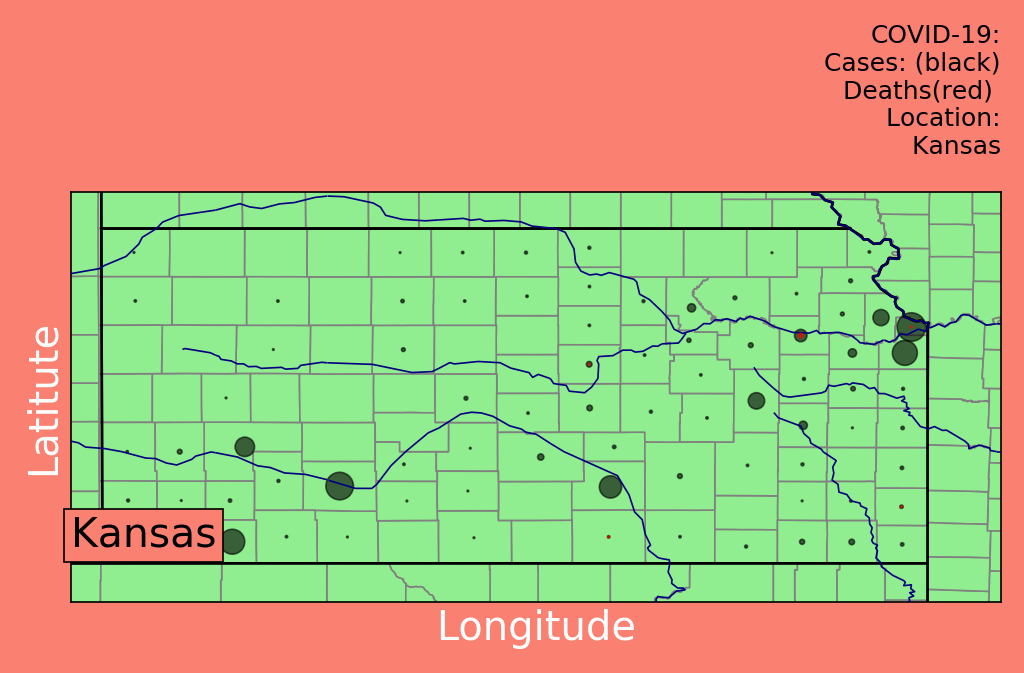 COVID-19:
Cases: (black)
Deaths(red)
Location:
Kansas
Latitute
Kansas
Longitude